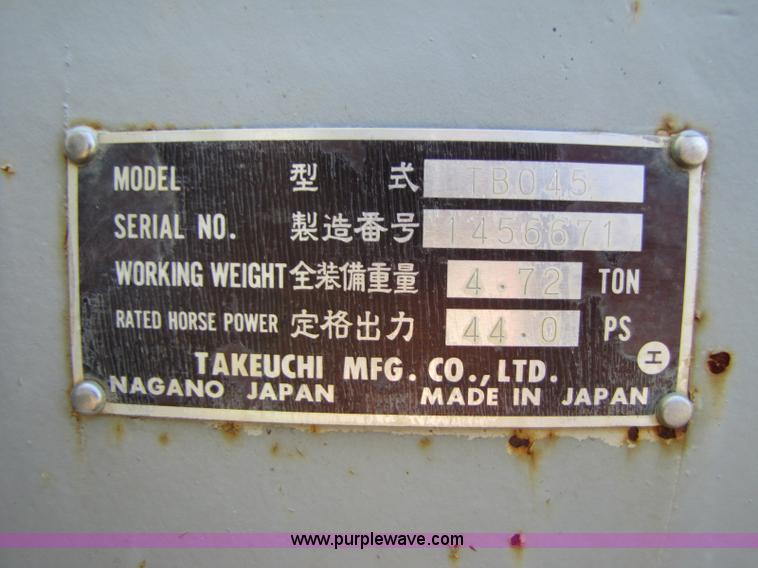 MODEL 型式 TB045
SERIAL NO. 製造番号 1456671
WORKING WEIGHT 全装備重量 4.72 TON
RATED HORSE POWER 定格出力 44.0 PS
エ
TAKEUCHI MFG. CO., LTD.
NAGANO JAPAN MADE IN JAPAN
www.purplewave.com